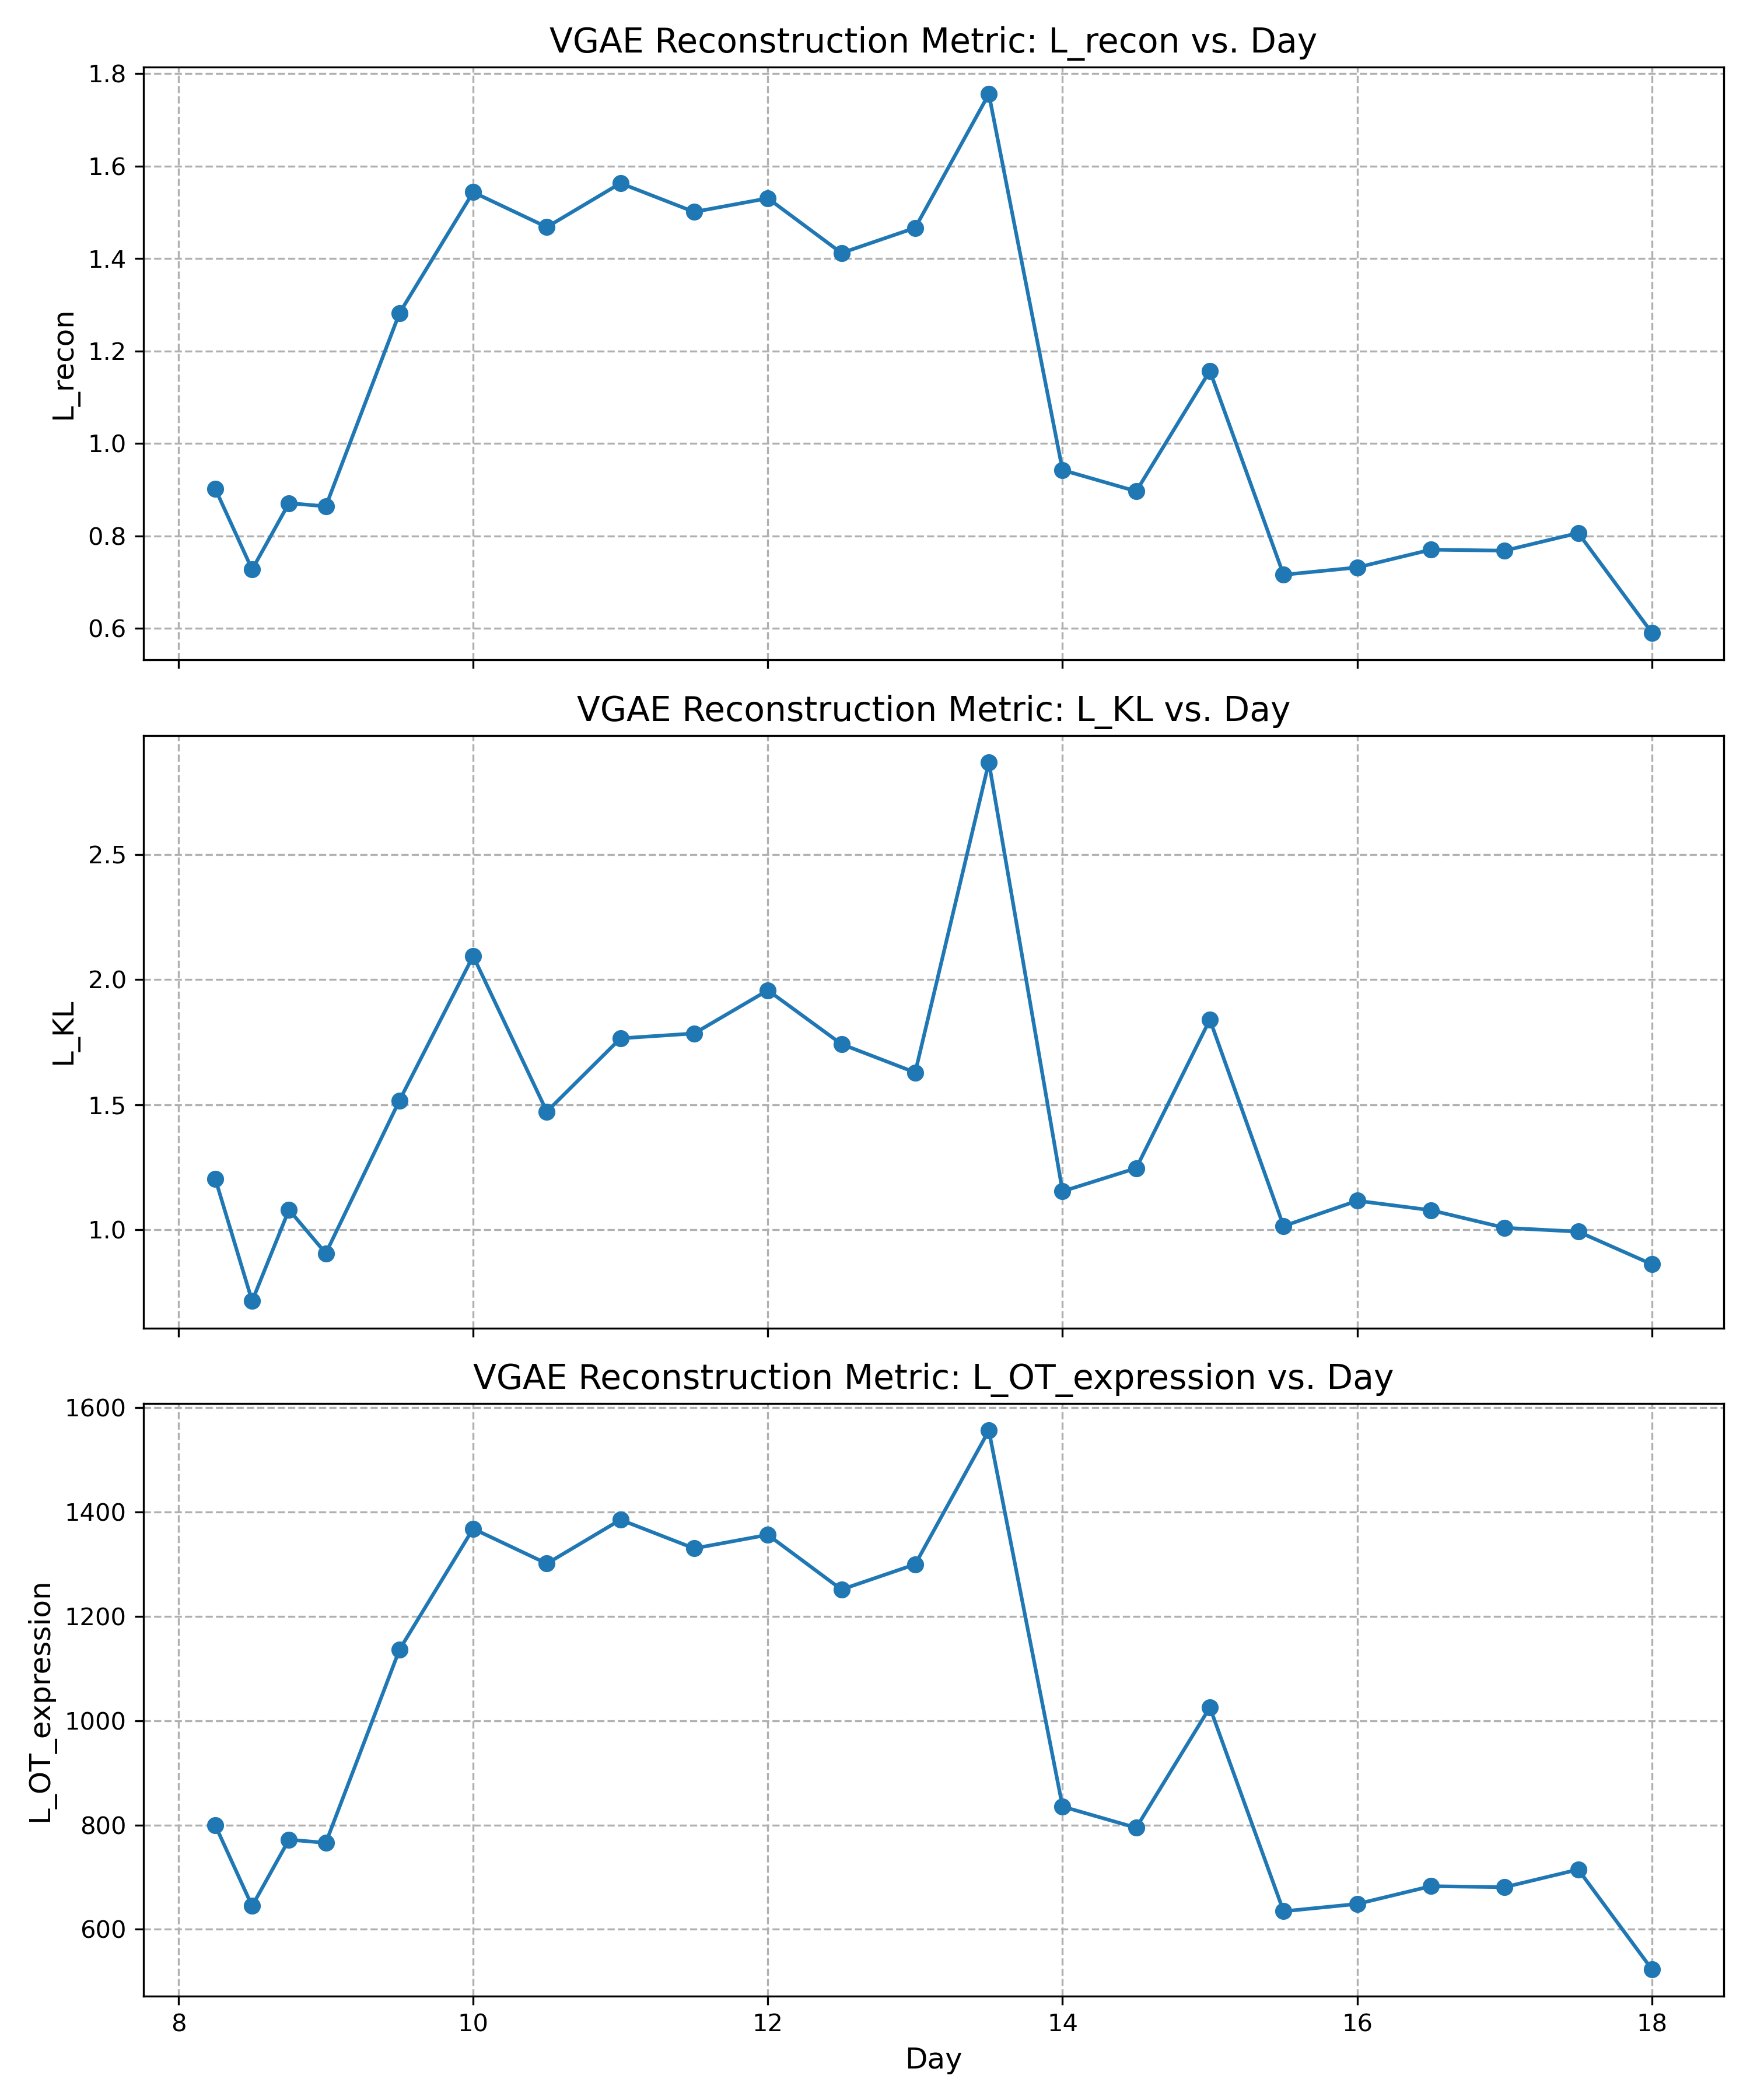 VGAE Reconstruction Metric: L_recon vs. Day
1.8
1.6
1.4
1.2
1.0
0.8
0.6
L_recon
VGAE Reconstruction Metric: L_KL vs. Day
2.5
2.0
1.5
1.0
L_KL
VGAE Reconstruction Metric: L_OT_expression vs. Day
1600
1400
1200
1000
800
600
L_OT_expression
8 10 12 14 16 18
Day